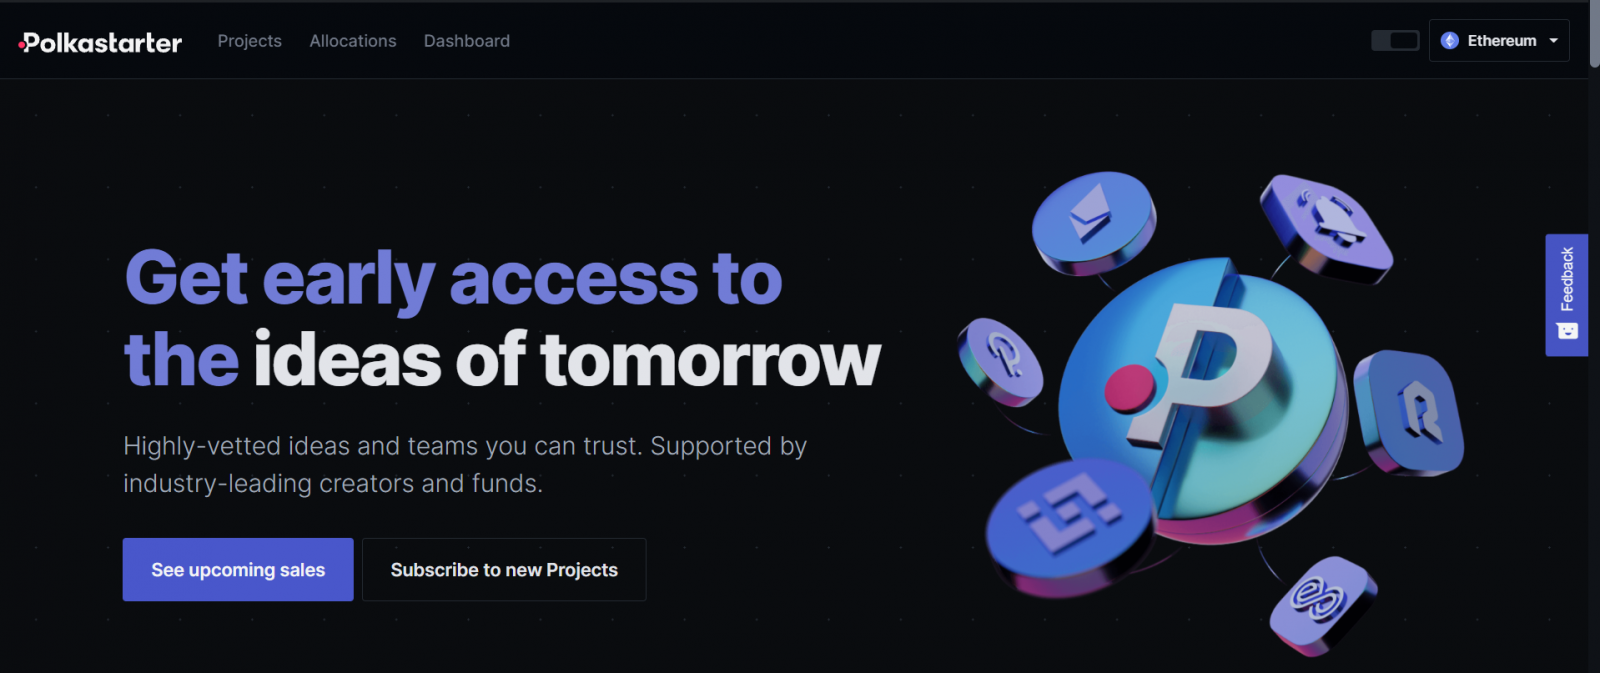 Polkastarter
Projects
Allocations
Dashboard
Ethereum
Get early access to
the ideas of tomorrow
Highly-vetted ideas and teams you can trust. Supported by
industry-leading creators and funds.
See upcoming sales
Subscribe to new Projects
Feedback